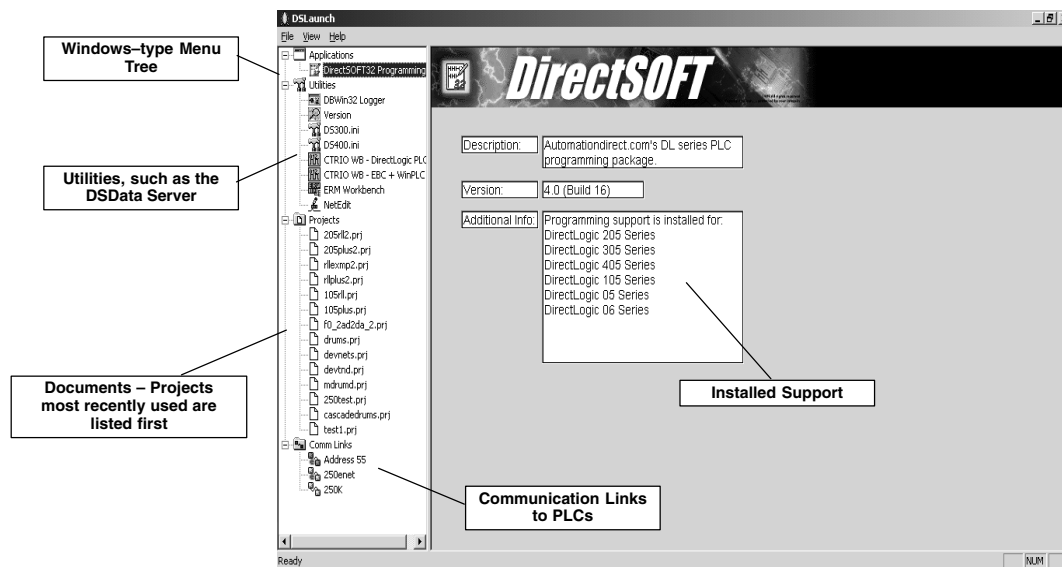 DSLaunch
File View Help
Windows–type Menu
Tree
Utilities, such as the
DSData Server
Documents – Projects
most recently used are
listed first
Applications
DirectSOFT32 Programming
Utilities
DBWin32 Logger
Version
DS300.ini
DS400.ini
CTRIO WB - DirectLogic PLC
CTRIO WB - EBC + WinPLC
ERM Workbench
NetEdit
Projects
205rll2.prj
205plus2.prj
rllexmp2.prj
rllplus2.prj
105rll.prj
105plus.prj
f0_2ad2da_2.prj
drums.prj
devnets.prj
devtnd.prj
mdrumd.prj
250test.prj
cascadedrums.prj
test1.prj
Comm Links
Address 55
250enet
250K
32
DirectSOFT
Description:
Automationdirect.com's DL series PLC
programming package.
Version:
4.0 (Build 16)
Additional Info:
Programming support is installed for:
DirectLogic 205 Series
DirectLogic 305 Series
DirectLogic 405 Series
DirectLogic 105 Series
DirectLogic 05 Series
DirectLogic 06 Series
Installed Support
Communication Links
to PLCs
Ready
NUM